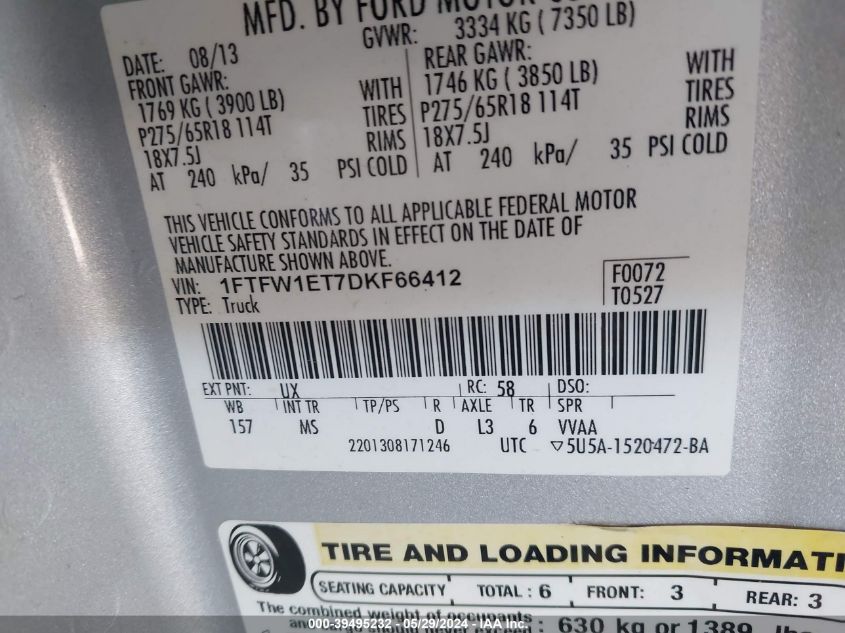 MFD. BY FORD MOTOR
DATE: 08/13 GVWR: 3334 KG ( 7350 LB)
FRONT GAWR: REAR GAWR:
1769 KG ( 3900 LB) WITH 1746 KG ( 3850 LB) WITH
P275/65R18 114T TIRES P275/65R18 114T TIRES
18X7.5J RIMS 18X7.5J RIMS
AT 240 kPa/ 35 PSI COLD AT 240 kPa/ 35 PSI COLD
THIS VEHICLE CONFORMS TO ALL APPLICABLE FEDERAL MOTOR
VEHICLE SAFETY STANDARDS IN EFFECT ON THE DATE OF
MANUFACTURE SHOWN ABOVE.
VIN: 1FTFW1ET7DKF66412 F0072
TYPE: Truck T0527
EXT PNT: UX RC: 58 DSO:
WB INT TR TP/PS R AXLE TR SPR
157 MS D L3 6 VVAA
2201308171246 UTC ▽5U5A-1520472-BA
TIRE AND LOADING INFORMATI
SEATING CAPACITY TOTAL : 6 FRONT: 3 REAR: 3
The combined weight of occupants
and cargo should never exceed : 630 kg or 1389 lbs
000-39495232 - 05/29/2024 - IAA Inc.